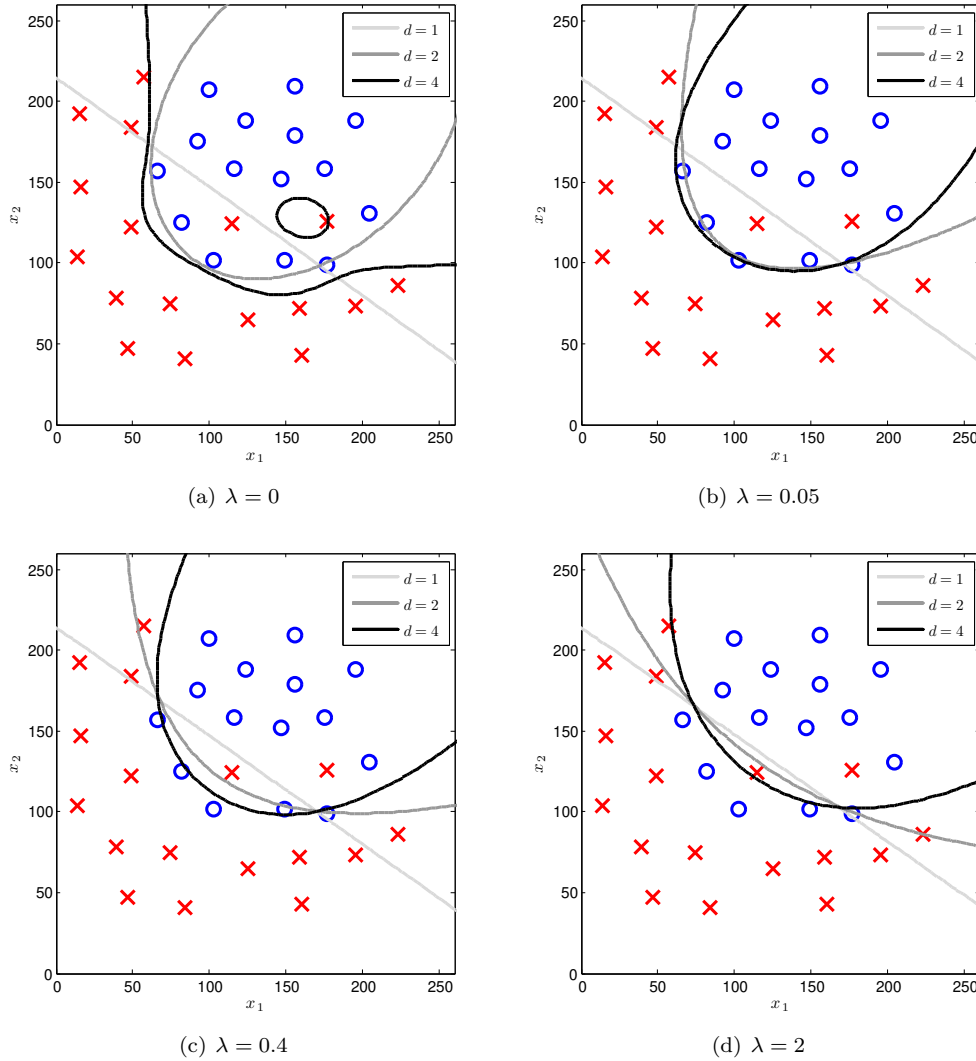 250
200
150
100
50
0
x₂
0 50 100 150 200 250
x₁
d = 1
d = 2
d = 4
(a) λ = 0
250
200
150
100
50
0
x₂
0 50 100 150 200 250
x₁
d = 1
d = 2
d = 4
(b) λ = 0.05
250
200
150
100
50
0
x₂
0 50 100 150 200 250
x₁
d = 1
d = 2
d = 4
(c) λ = 0.4
250
200
150
100
50
0
x₂
0 50 100 150 200 250
x₁
d = 1
d = 2
d = 4
(d) λ = 2